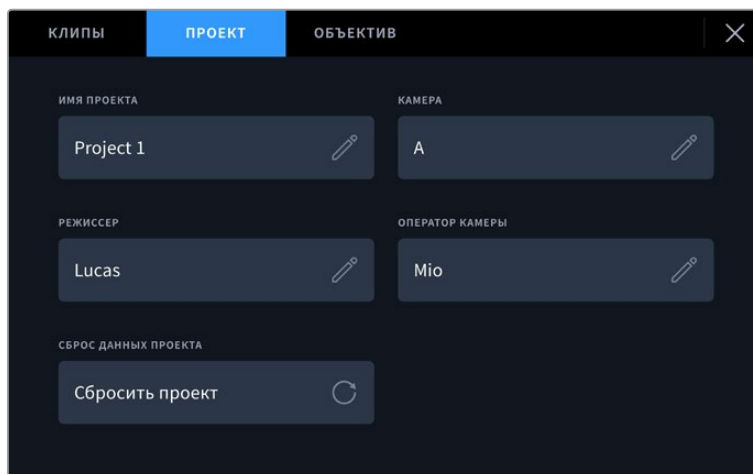 КЛИПЫ ПРОЕКТ ОБЪЕКТИВ
ИМЯ ПРОЕКТА КАМЕРА
Project 1 A
РЕЖИССЕР ОПЕРАТОР КАМЕРЫ
Lucas Mio
СБРОС ДАННЫХ ПРОЕКТА
Сбросить проект